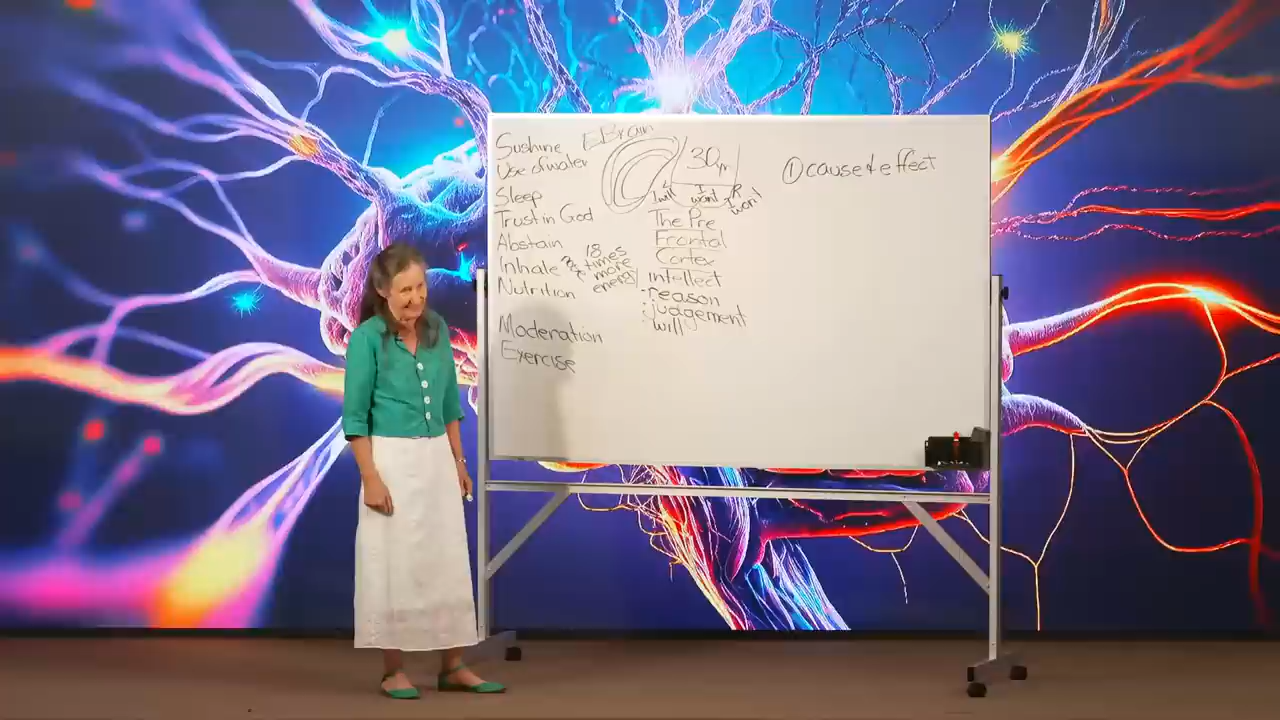 Sushine
Use of water
Sleep
Trust in God
Abstain
Inhale
Nutrition
Moderation
Exercise
18
times
more
energy
Brain
30
I will
I
want
I
won't
The Pre
Frontal
Cortex
intellect
reason
judgement
will
① cause & effect